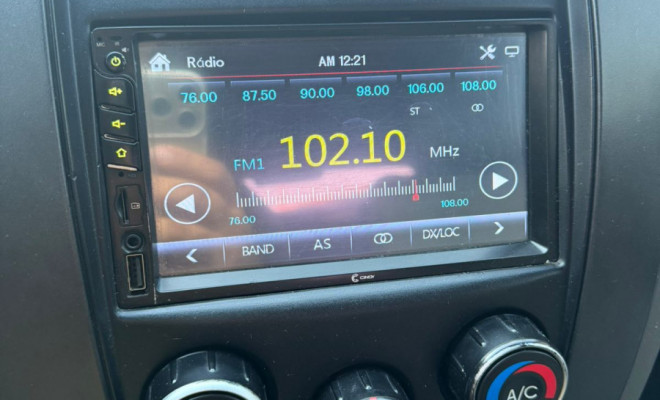 Rádio AM 12:21
76.00 87.50 90.00 98.00 106.00 108.00
ST
FM1 102.10 MHz
76.00 108.00
BAND AS DX/LOC
A/C